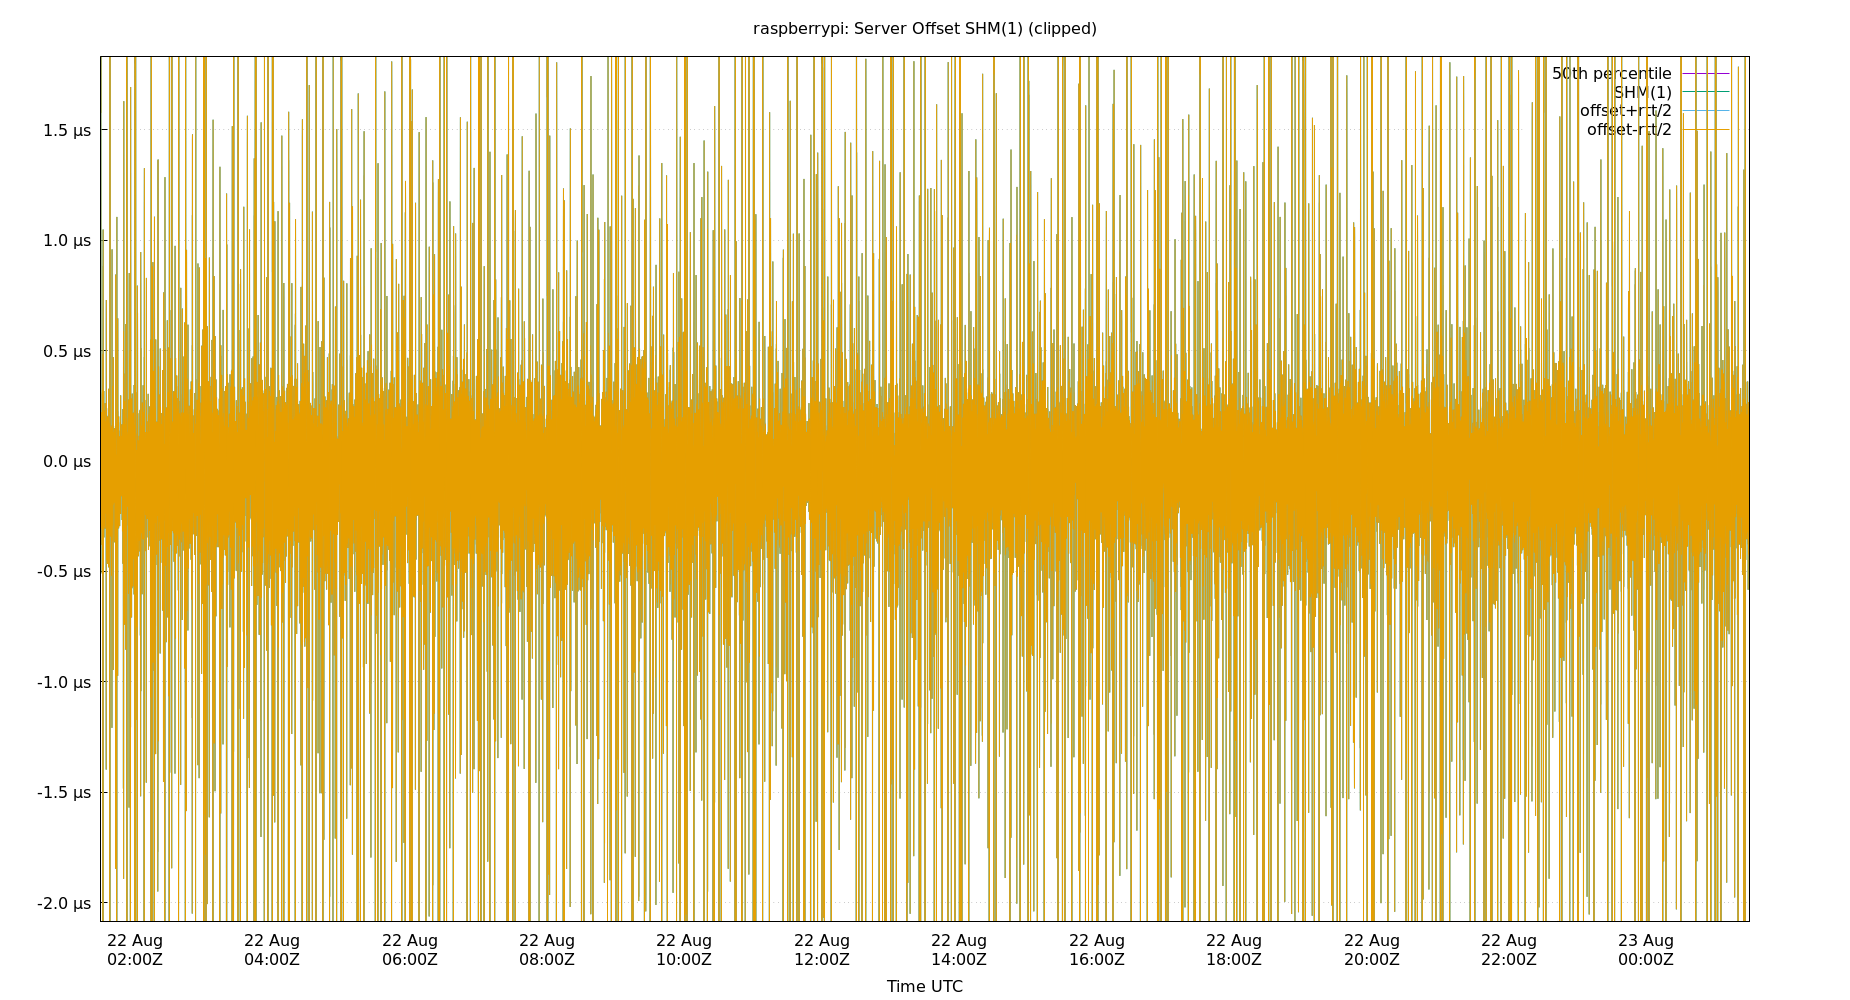 raspberrypi: Server Offset SHM(1) (clipped)
50th percentile
SHM(1)
offset+rtt/2
offset-rtt/2
1.5 µs
1.0 µs
0.5 µs
0.0 µs
-0.5 µs
-1.0 µs
-1.5 µs
-2.0 µs
22 Aug 22 Aug 22 Aug 22 Aug 22 Aug 22 Aug 22 Aug 22 Aug 22 Aug 22 Aug 22 Aug 23 Aug
02:00Z 04:00Z 06:00Z 08:00Z 10:00Z 12:00Z 14:00Z 16:00Z 18:00Z 20:00Z 22:00Z 00:00Z
Time UTC